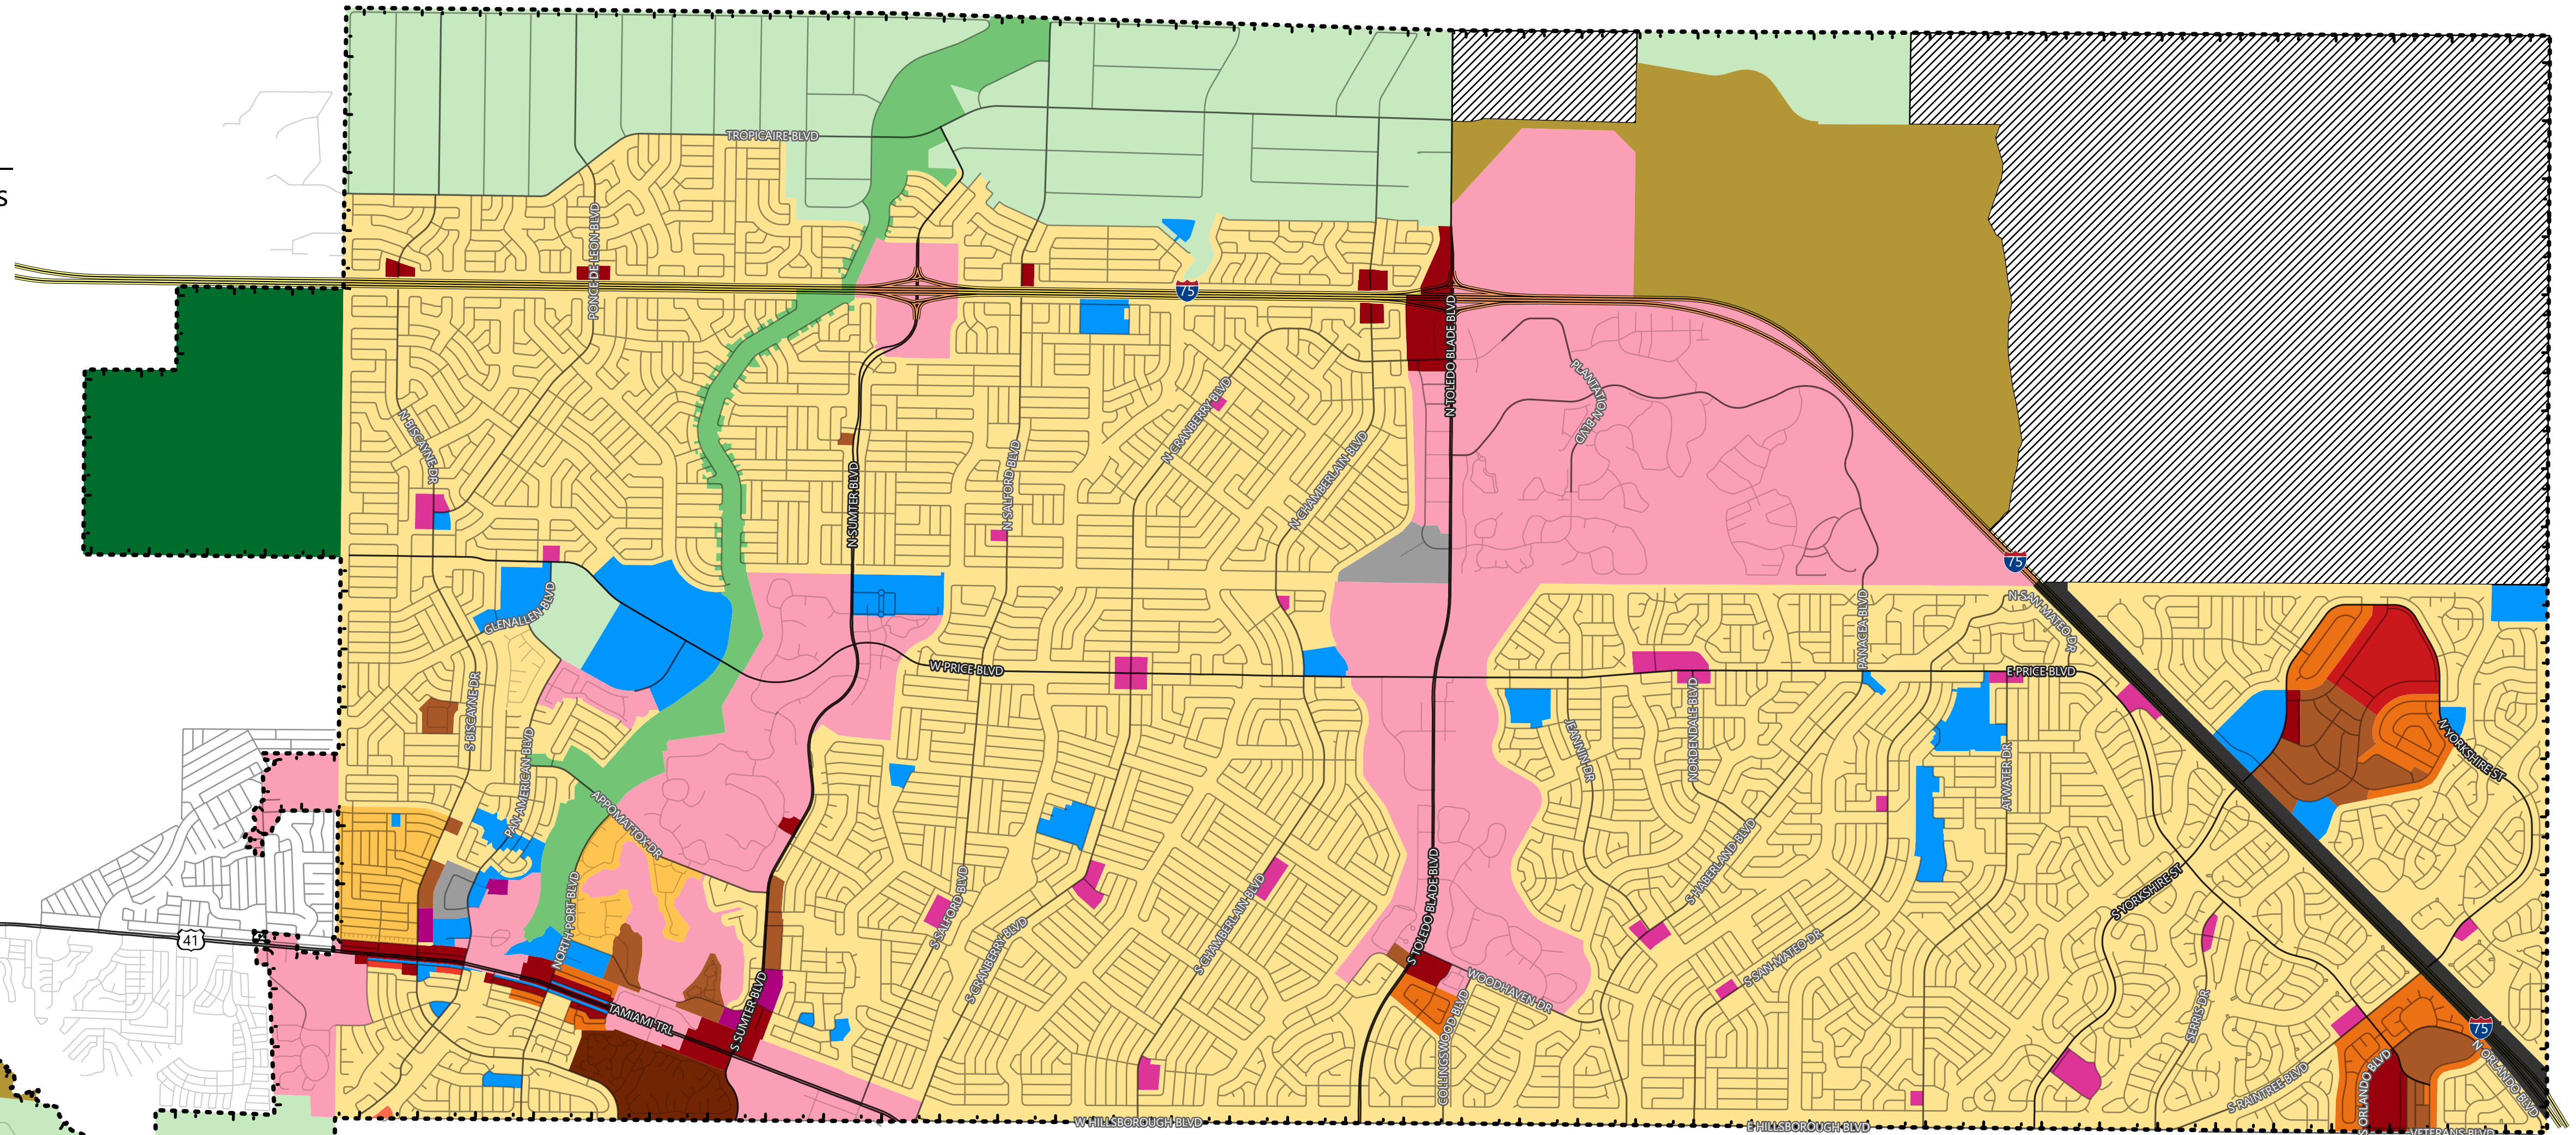 S
TROPICAIRE BLVD
PONCE DE LEON BLVD
75
N TOLEDO BLADE BLVD
PLANTATION BLVD
N CRANBERRY BLVD
N BISCAYNE DR
N CHAMBERLAIN BLVD
N SALFORD BLVD
N SUMTER BLVD
75
GLENALLEN BLVD
N SAN MATEO DR
PANACEA BLVD
W PRICE BLVD
E PRICE BLVD
S BISCAYNE DR
NORDENDALE BLVD
JEANNIN DR
N YORKSHIRE ST
PAN AMERICAN BLVD
ATWATER DR
APPOMATTOX DR
S HABERLAND BLVD
S TOLEDO BLADE BLVD
S YORKSHIRE ST
NORTH PORT BLVD
S SALFORD BLVD
S CHAMBERLAIN BLVD
S CRANBERRY BLVD
41
S SAN MATEO DR
WOODHAVEN DR
TAMIAMI TRL
S SUMTER BLVD
SERRIS DR
75
COLLINGSWOOD BLVD
N ORLANDO BLVD
S RAINTREE BLVD
S ORLANDO BLVD
W HILLSBOROUGH BLVD
E HILLSBOROUGH BLVD
VETERANS BLVD